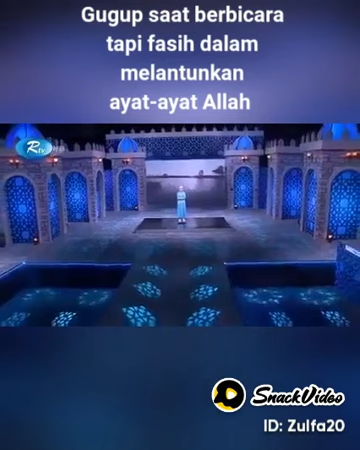 Gugup saat berbicara
tapi fasih dalam
melantunkan
ayat-ayat Allah
SnackVideo
ID: Zulfa20